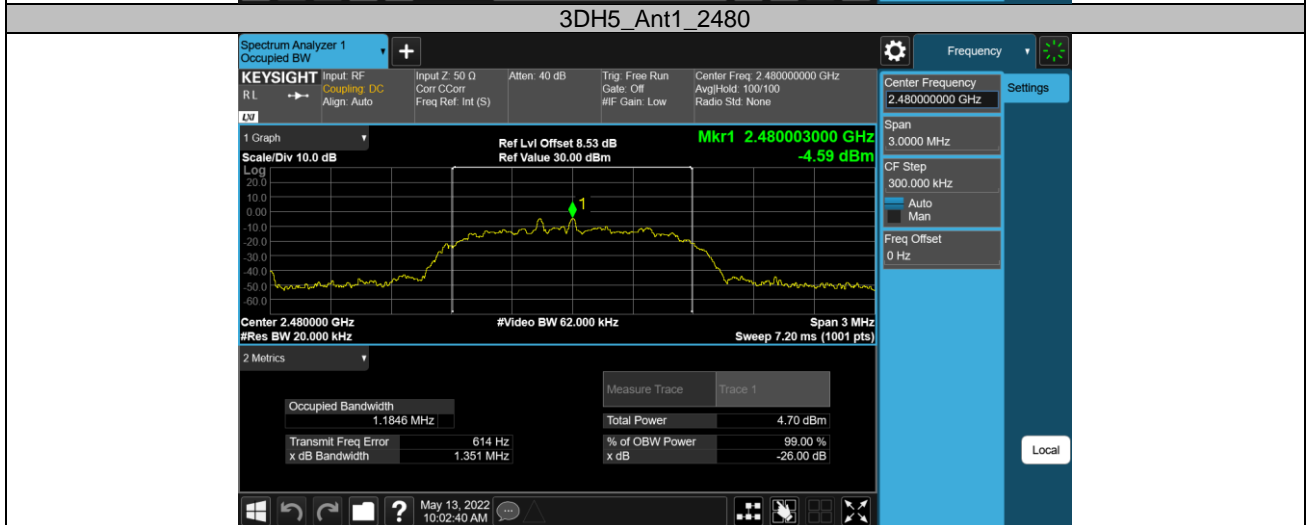 3DH5_Ant1_2480
Spectrum Analyzer 1
Occupied BW
Frequency
KEYSIGHT
RL
LXI
Input: RF
Coupling: DC
Align: Auto
Input Z: 50 Ω
Corr CCorr
Freq Ref: Int (S)
Atten: 40 dB
Trig: Free Run
Gate: Off
#IF Gain: Low
Center Freq: 2.480000000 GHz
Avg|Hold: 100/100
Radio Std: None
Center Frequency
2.480000000 GHz
Settings
Span
3.0000 MHz
CF Step
300.000 kHz
Auto
Man
Freq Offset
0 Hz
1 Graph
Scale/Div 10.0 dB
Ref Lvl Offset 8.53 dB
Ref Value 30.00 dBm
Mkr1 2.480003000 GHz
-4.59 dBm
Log
20.0
10.0
0.00
-10.0
-20.0
-30.0
-40.0
-50.0
-60.0
1
Center 2.480000 GHz
#Res BW 20.000 kHz
#Video BW 62.000 kHz
Span 3 MHz
Sweep 7.20 ms (1001 pts)
2 Metrics
Measure Trace
Trace 1
Occupied Bandwidth
1.1846 MHz
Total Power
4.70 dBm
Transmit Freq Error
614 Hz
% of OBW Power
99.00 %
x dB Bandwidth
1.351 MHz
x dB
-26.00 dB
Local
?
May 13, 2022
10:02:40 AM